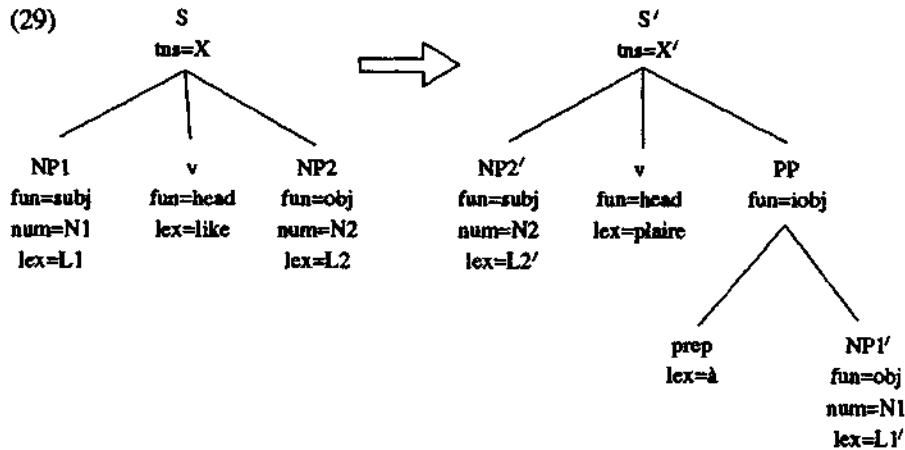 (29) S S′
tns=X tns=X′
NP1 v NP2 NP2′ v PP
fun=subj fun=head fun=obj fun=subj fun=head fun=iobj
num=N1 lex=like num=N2 num=N2 lex=plaire
lex=L1 lex=L2 lex=L2′
prep NP1′
lex=à fun=obj
num=N1
lex=L1′